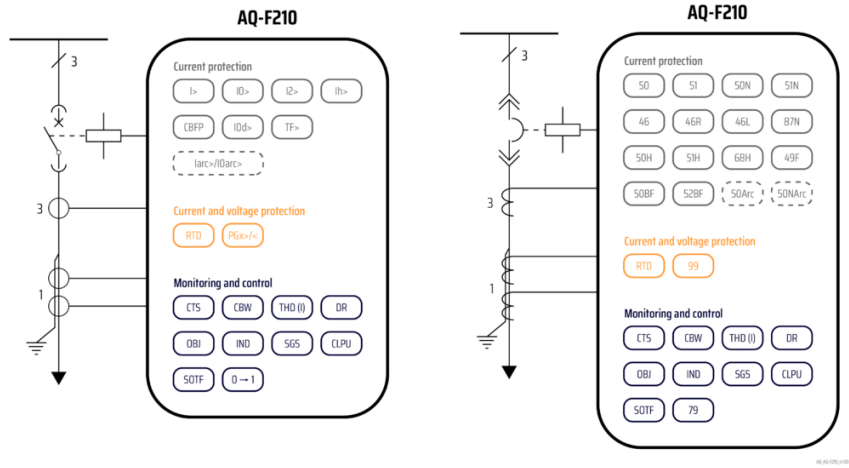 AQ-F210
3
Current protection
I> I0> I2> Ih>
CBFP I0d> TF>
Iarc>/I0arc>
3
Current and voltage protection
RTD PGx>/<
Monitoring and control
1
CTS CBW THD (I) DR
OBJ IND SGS CLPU
SOTF 0 → 1
AQ-F210
3
Current protection
50 51 50N 51N
46 46R 46L 87N
50H 51H 68H 49F
50BF 52BF 50Arc 50NArc
3
Current and voltage protection
RTD 99
1
Monitoring and control
CTS CBW THD (I) DR
OBJ IND SGS CLPU
SOTF 79